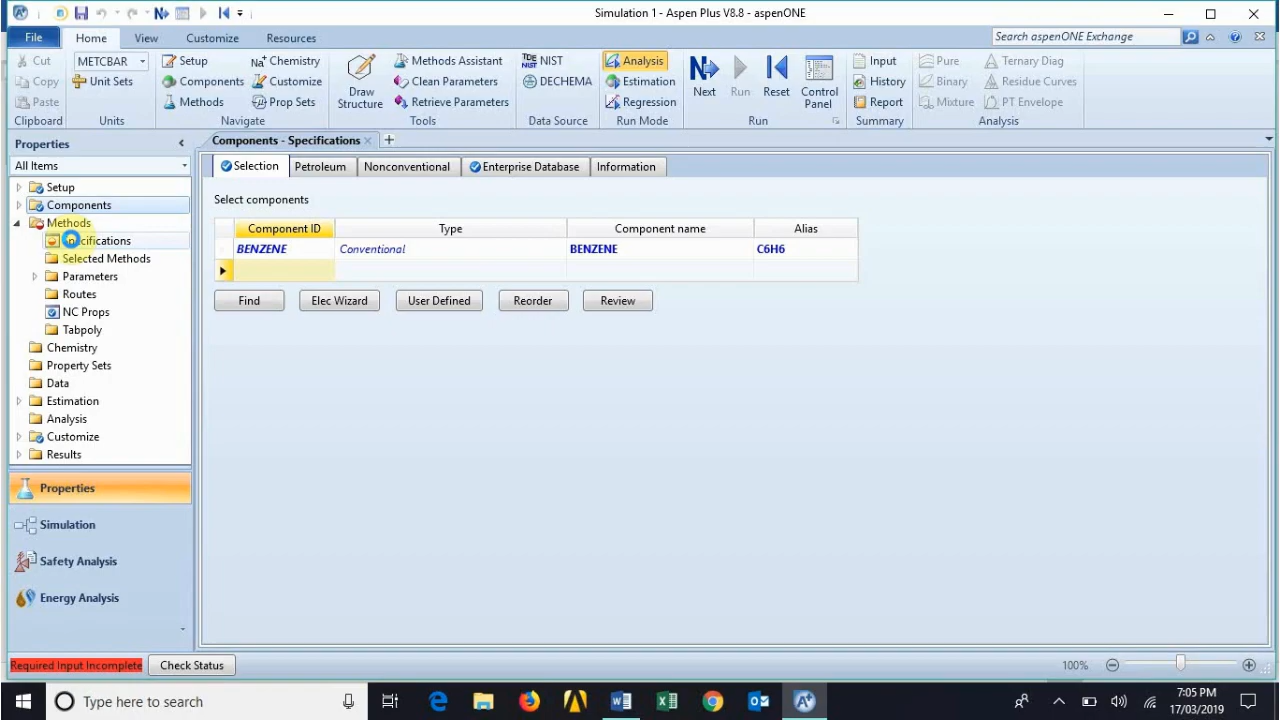 Simulation 1 - Aspen Plus V8.8 - aspenONE
File Home View Customize Resources Search aspenONE Exchange
Cut METCBAR Setup Chemistry Methods Assistant NIST Analysis Input Pure Ternary Diag
Copy Unit Sets Components Customize Clean Parameters DECHEMA Estimation History Binary Residue Curves
Paste Methods Prop Sets Draw Structure Retrieve Parameters Regression Next Run Reset Control Panel Report Mixture PT Envelope
Clipboard Units Navigate Tools Data Source Run Mode Run Summary Analysis
Properties
All Items
Setup
Components
Methods
Specifications
Selected Methods
Parameters
Routes
NC Props
Tabpoly
Chemistry
Property Sets
Data
Estimation
Analysis
Customize
Results
Properties
Simulation
Safety Analysis
Energy Analysis
Components - Specifications
Selection Petroleum Nonconventional Enterprise Database Information
Select components
Component ID Type Component name Alias
BENZENE Conventional BENZENE C6H6
Find Elec Wizard User Defined Reorder Review
Required Input Incomplete Check Status 100%
Type here to search
7:05 PM
17/03/2019